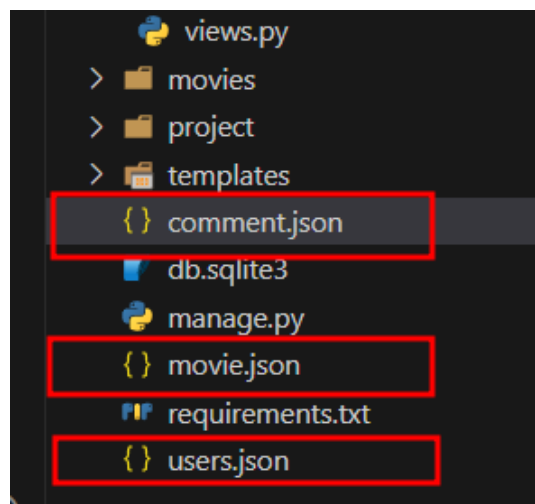 views.py
movies
project
templates
{} comment.json
db.sqlite3
manage.py
{} movie.json
requirements.txt
{} users.json